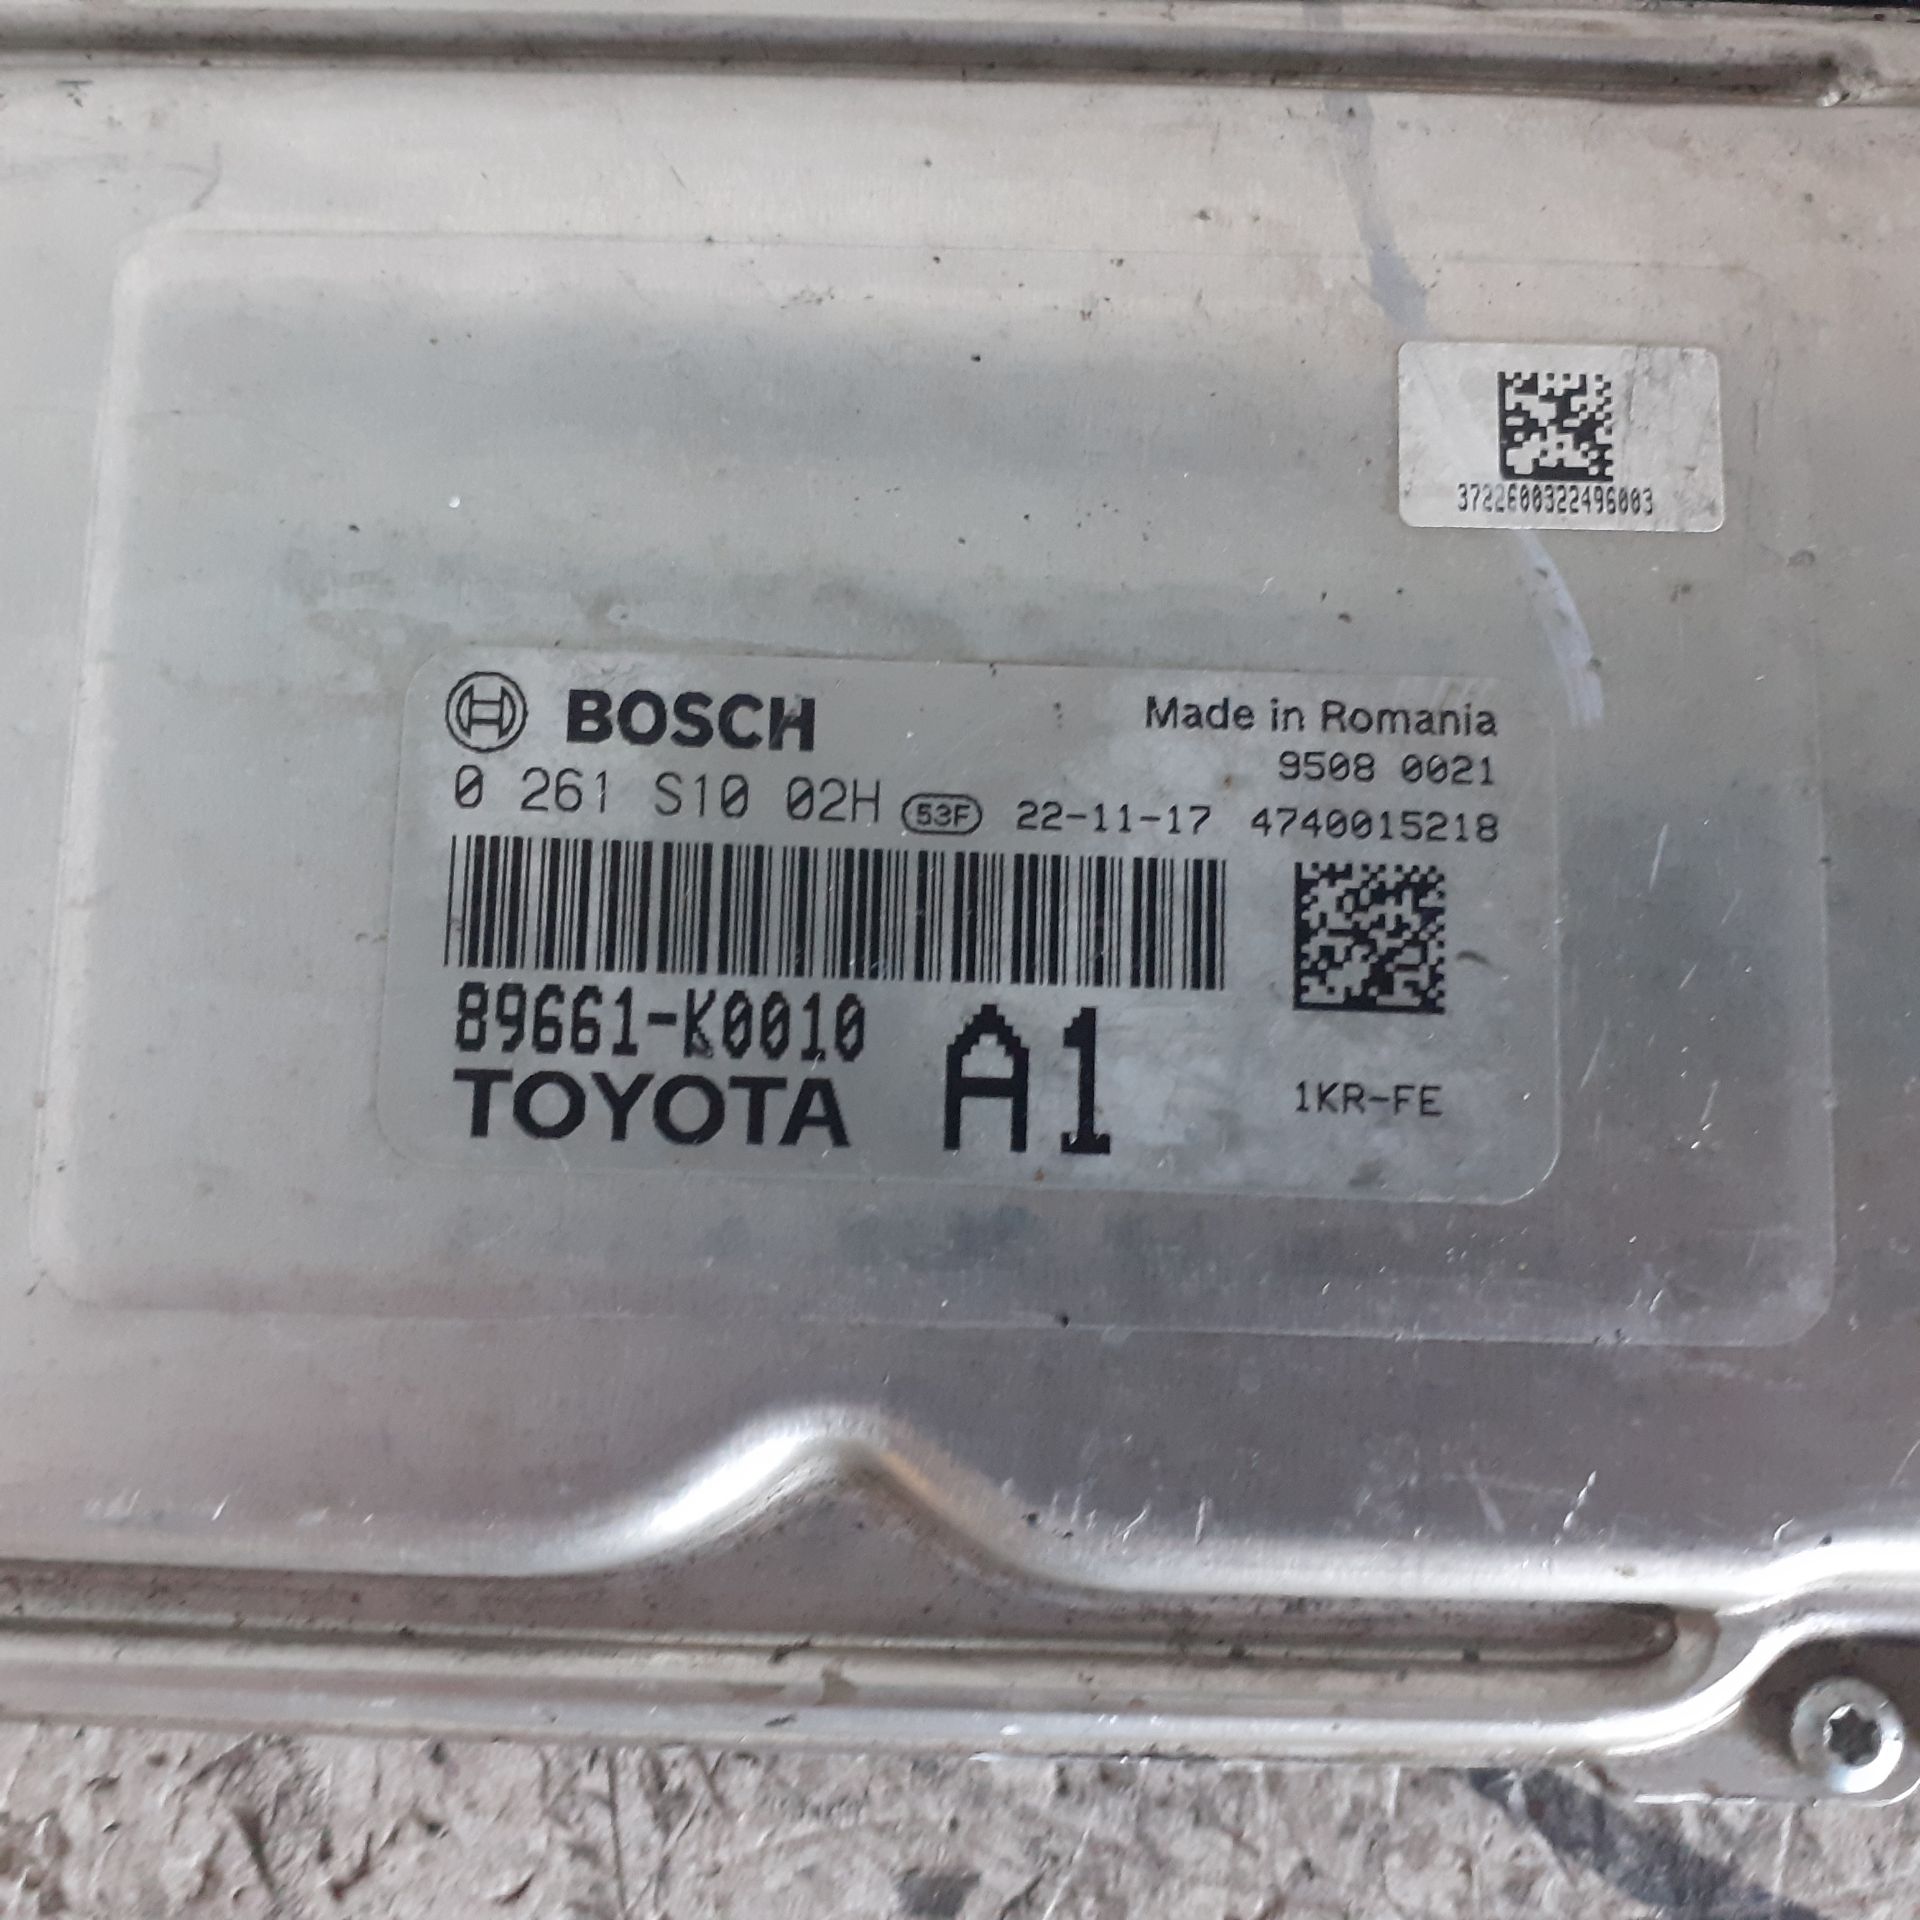 3722600322496003
BOSCH
Made in Romania
9508 0021
0 261 S10 02H 53F 22-11-17 4740015218
89661-K0010
A1
TOYOTA
1KR-FE